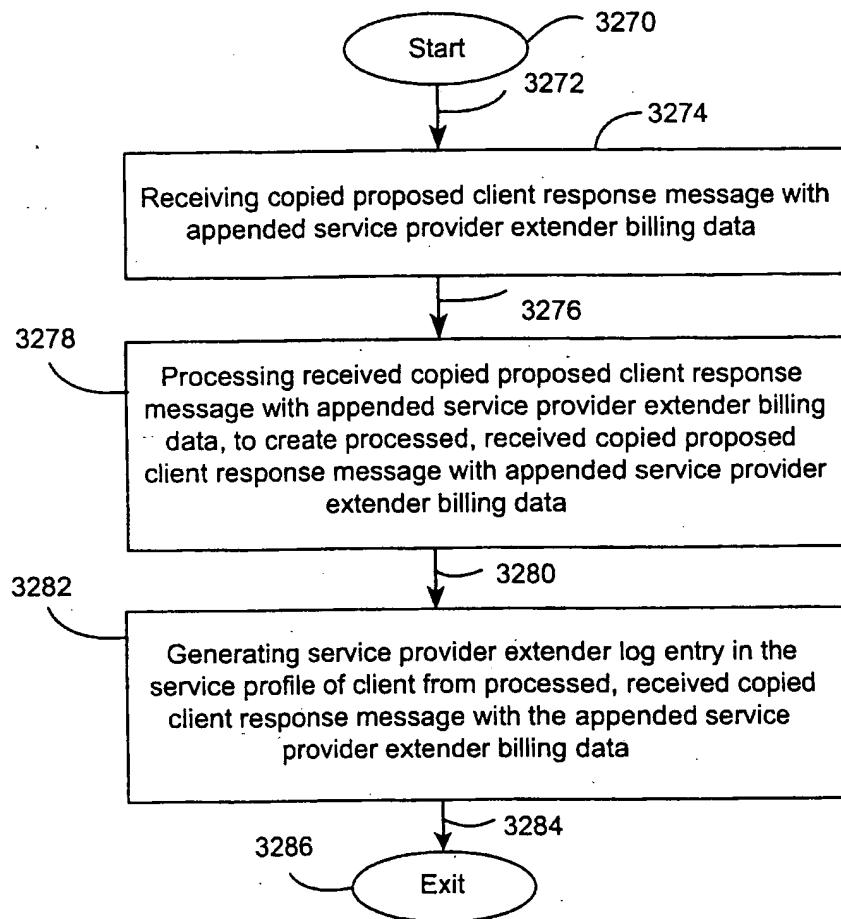 Start
3270
3272
3274
Receiving copied proposed client response message with
appended service provider extender billing data
3276
3278
Processing received copied proposed client response
message with appended service provider extender billing
data, to create processed, received copied proposed
client response message with appended service provider
extender billing data
3280
3282
Generating service provider extender log entry in the
service profile of client from processed, received copied
client response message with the appended service
provider extender billing data
3284
3286
Exit